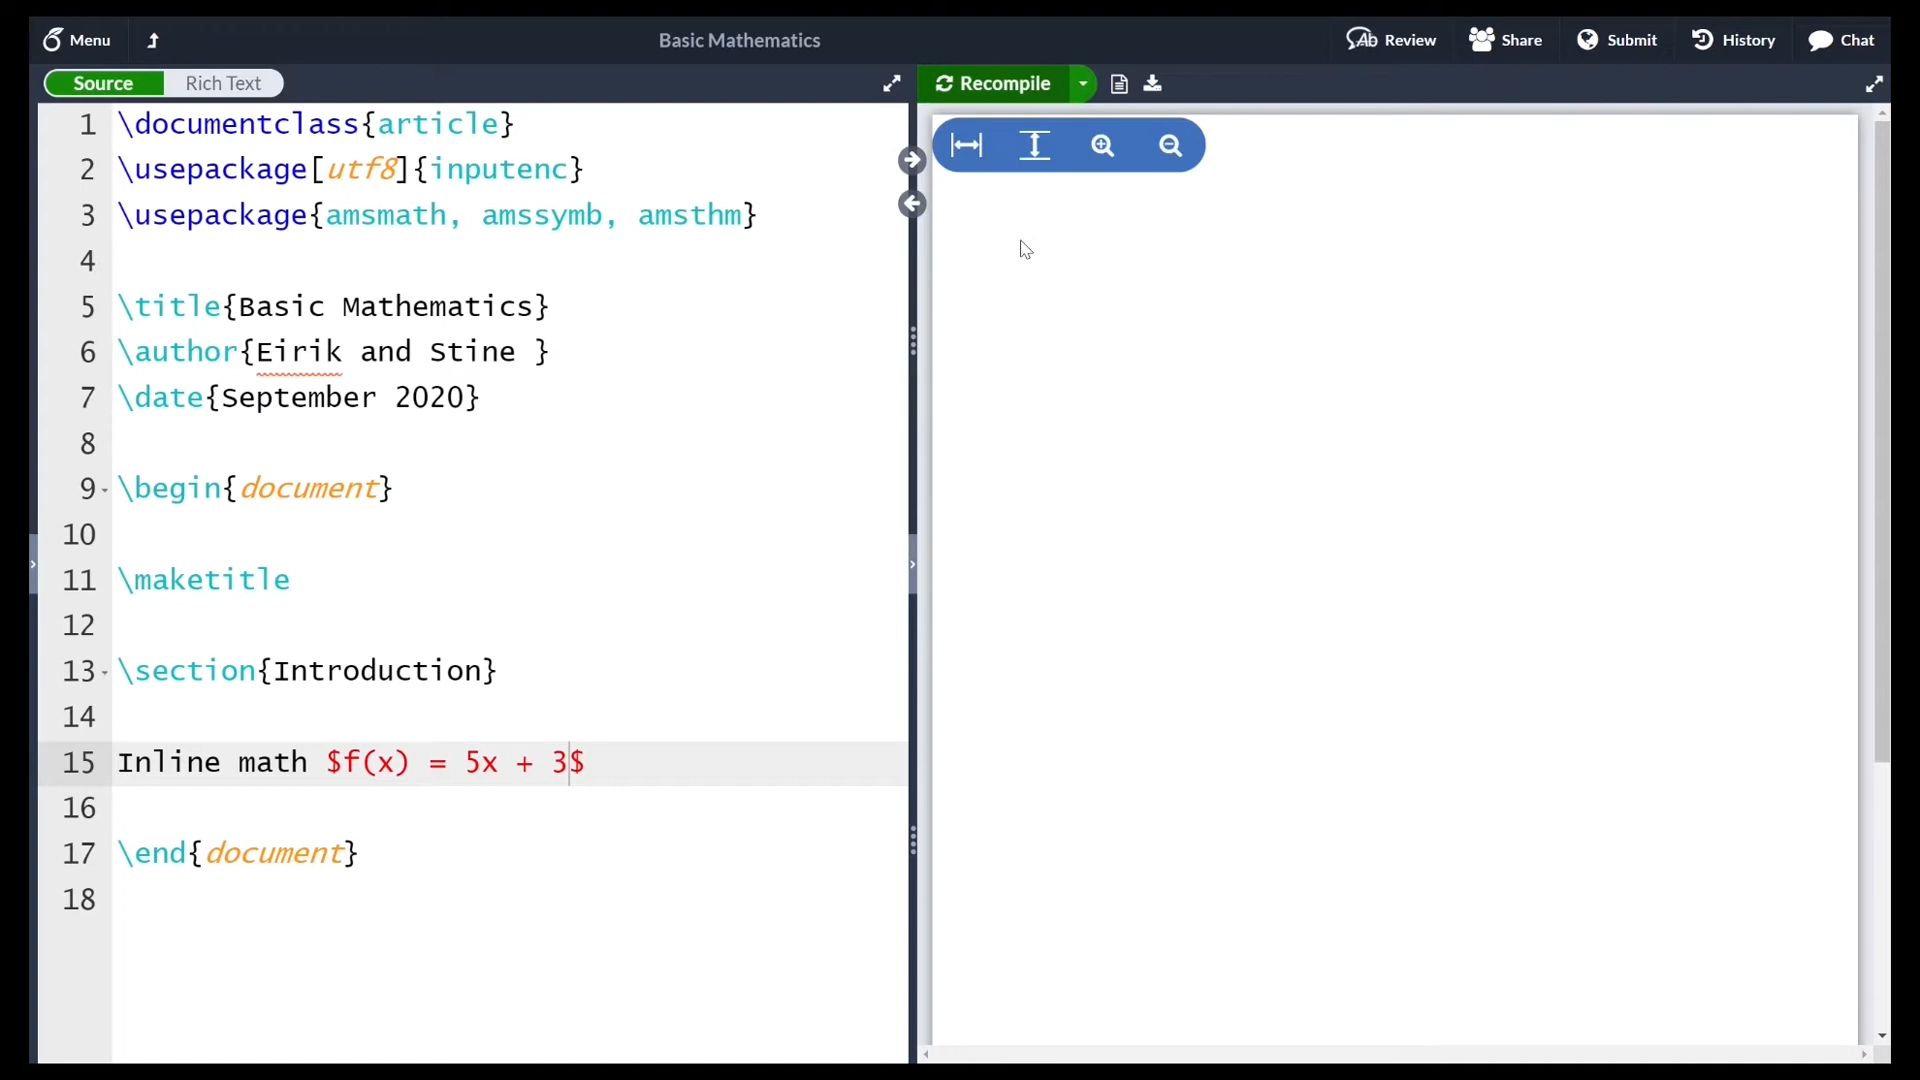 Menu
Basic Mathematics
Review
Share
Submit
History
Chat
Source
Rich Text
Recompile
1 \documentclass{article}
2 \usepackage[utf8]{inputenc}
3 \usepackage{amsmath, amssymb, amsthm}
4
5 \title{Basic Mathematics}
6 \author{Eirik and Stine }
7 \date{September 2020}
8
9 \begin{document}
10
11 \maketitle
12
13 \section{Introduction}
14
15 Inline math $f(x) = 5x + 3$
16
17 \end{document}
18